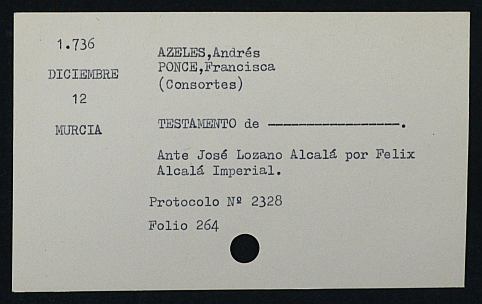 1.736
DICIEMBRE
12
MURCIA
AZELES,Andrés
PONCE,Francisca
(Consortes)
TESTAMENTO de -----------------.
Ante José Lozano Alcalá por Felix
Alcalá Imperial.
Protocolo Nº 2328
Folio 264